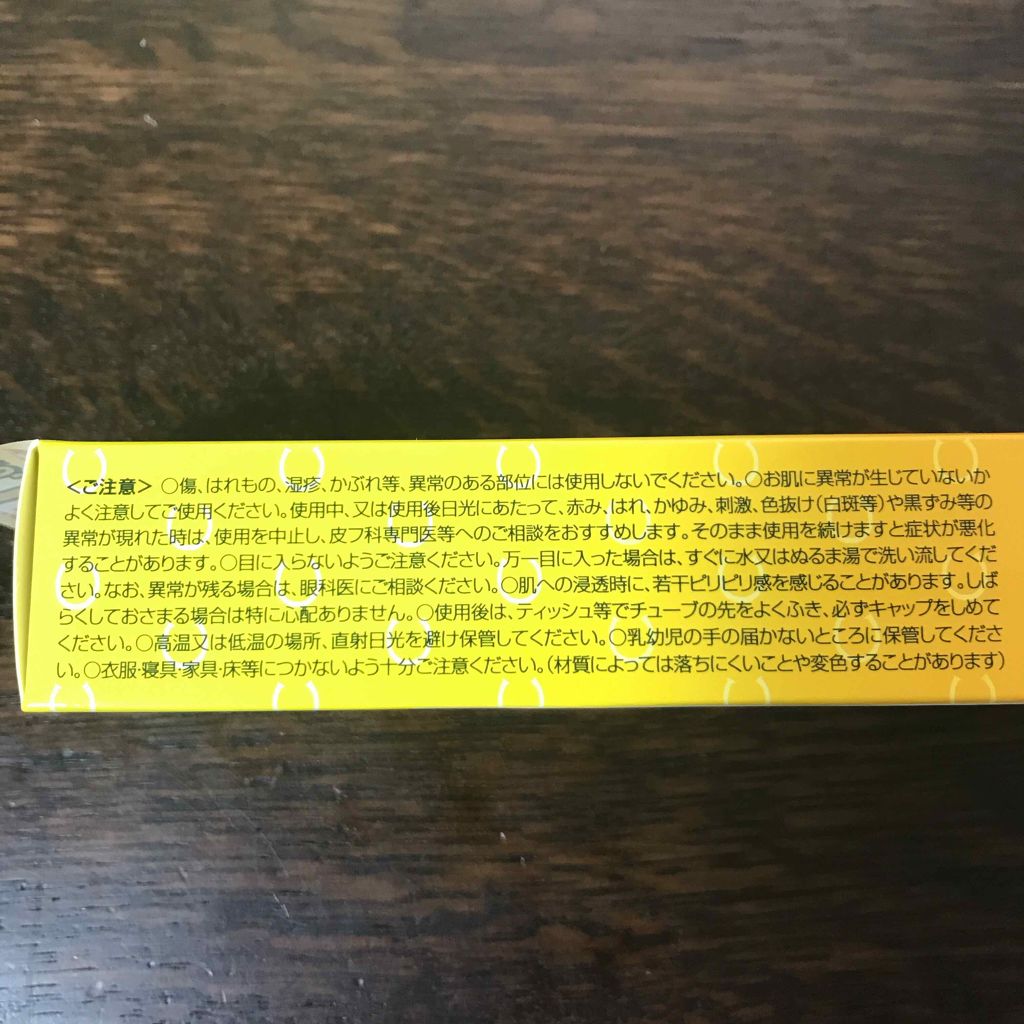 <ご注意> ○傷、はれもの、湿疹、かぶれ等、異常のある部位には使用しないでください。○お肌に異常が生じていないか
よく注意してご使用ください。使用中、又は使用後日光にあたって、赤み、はれ、かゆみ、刺激、色抜け(白斑等)や黒ずみ等の
異常が現れた時は、使用を中止し、皮フ科専門医等へのご相談をおすすめします。そのまま使用を続けますと症状が悪化
することがあります。○目に入らないようご注意ください。万一目に入った場合は、すぐに水又はぬるま湯で洗い流してくだ
さい。なお、異常が残る場合は、眼科医にご相談ください。○肌への浸透時に、若干ピリピリ感を感じることがあります。しば
らくしておさまる場合は特に心配ありません。○使用後は、ティッシュ等でチューブの先をよくふき、必ずキャップをしめて
ください。○高温又は低温の場所、直射日光を避け保管してください。○乳幼児の手の届かないところに保管してくださ
い。○衣服・寝具・家具・床等につかないよう十分ご注意ください。(材質によっては落ちにくいことや変色することがあります)